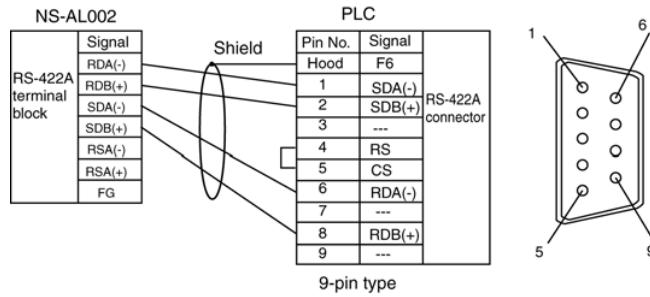 NS-AL002
PLC
Signal
RS-422A
terminal
block
RDA(-)
RDB(+)
SDA(-)
SDB(+)
RSA(-)
RSA(+)
FG
Shield
Pin No. Signal
Hood F6
1 SDA(-)
2 SDB(+)
3 ---
4 RS
5 CS
6 RDA(-)
7 ---
8 RDB(+)
9 ---
RS-422A
connector
9-pin type
1
6
5
9